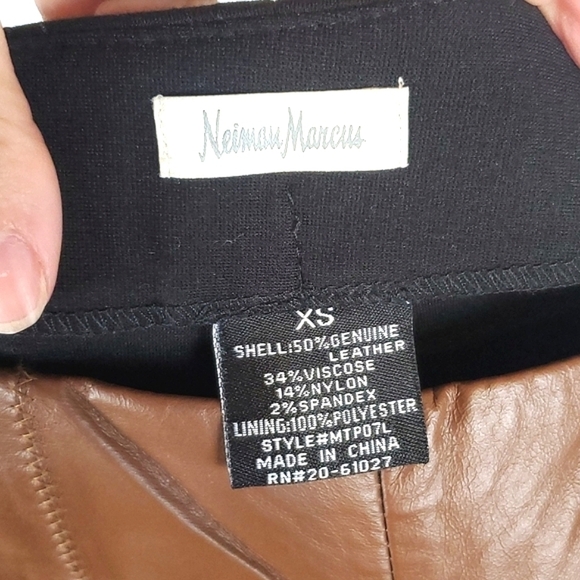 Neiman Marcus
XS
SHELL:50%GENUINE
LEATHER
34%VISCOSE
14%NYLON
2%SPANDEX
LINING:100%POLYESTER
STYLE#MTP07L
MADE IN CHINA
RN#20-61027